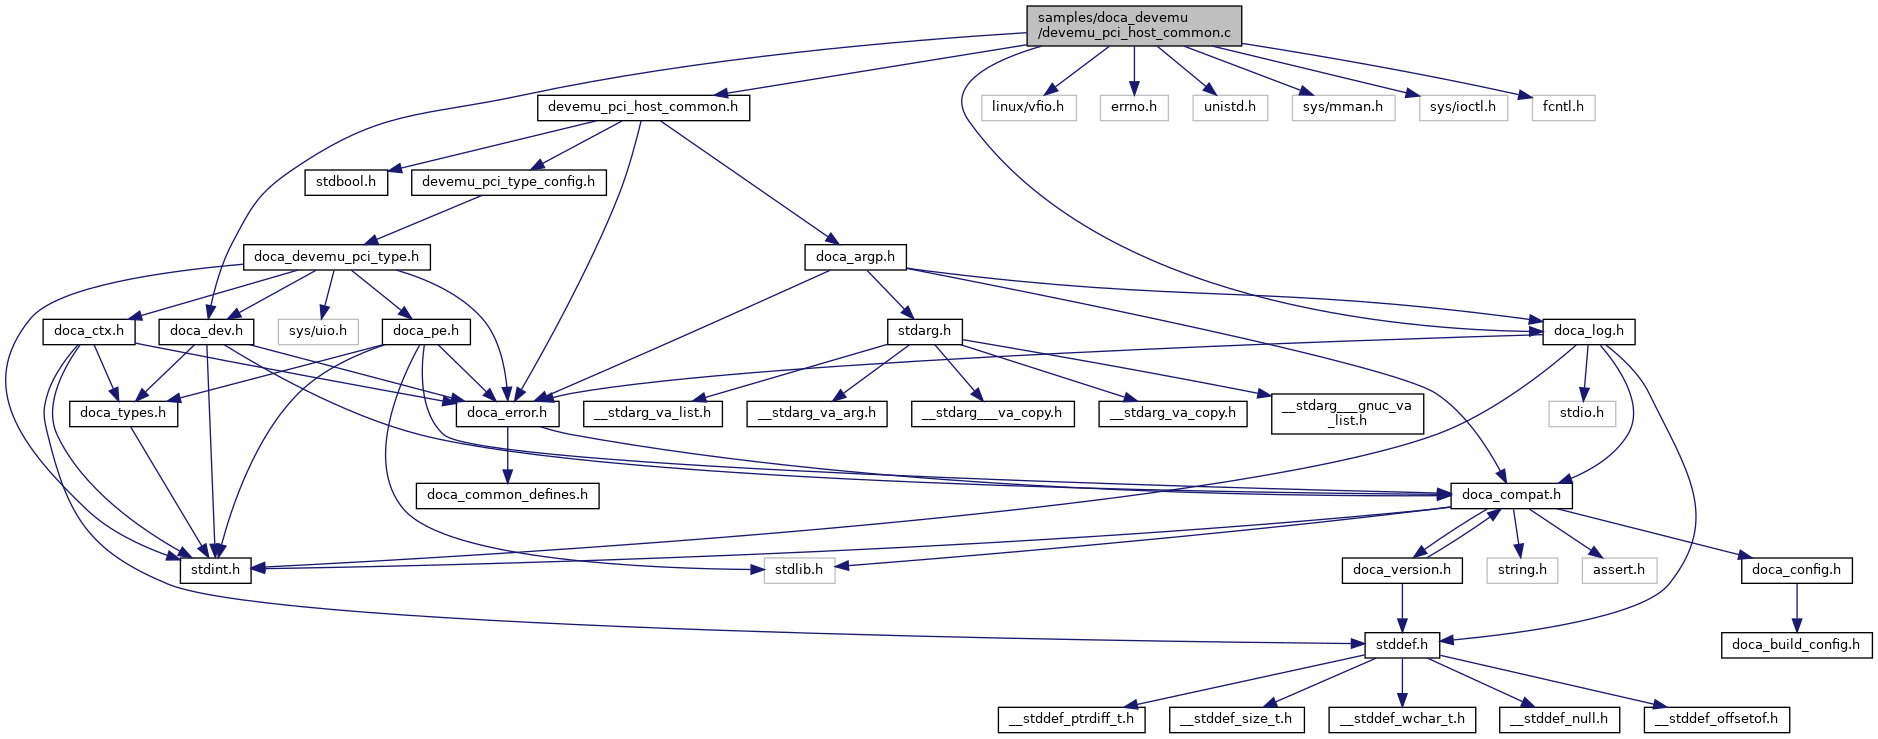 samples/doca_devemu
/devemu_pci_host_common.c
devemu_pci_host_common.h
linux/vfio.h
errno.h
unistd.h
sys/mman.h
sys/ioctl.h
fcntl.h
stdbool.h
devemu_pci_type_config.h
doca_devemu_pci_type.h
doca_argp.h
doca_ctx.h
doca_dev.h
sys/uio.h
doca_pe.h
stdarg.h
doca_log.h
doca_types.h
doca_error.h
__stdarg_va_list.h
__stdarg_va_arg.h
__stdarg___va_copy.h
__stdarg_va_copy.h
__stdarg___gnuc_va
_list.h
stdio.h
doca_common_defines.h
doca_compat.h
stdint.h
stdlib.h
doca_version.h
string.h
assert.h
doca_config.h
stddef.h
doca_build_config.h
__stddef_ptrdiff_t.h
__stddef_size_t.h
__stddef_wchar_t.h
__stddef_null.h
__stddef_offsetof.h